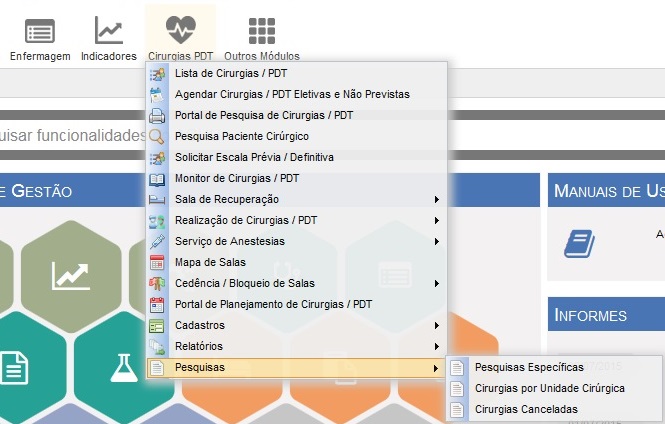 Enfermagem Indicadores Cirurgias PDT Outros Módulos
Lista de Cirurgias / PDT
Agendar Cirurgias / PDT Eletivas e Não Previstas
Portal de Pesquisa de Cirurgias / PDT
uisar funcionalidades
Pesquisa Paciente Cirúrgico
Solicitar Escala Prévia / Definitiva
Monitor de Cirurgias / PDT
E GESTÃO
MANUAIS DE US
Sala de Recuperação
Realização de Cirurgias / PDT
A
Serviço de Anestesias
Mapa de Salas
Cedência / Bloqueio de Salas
Portal de Planejamento de Cirurgias / PDT
INFORMES
Cadastros
Relatórios
Pesquisas
Pesquisas Específicas
Cirurgias por Unidade Cirúrgica
Cirurgias Canceladas